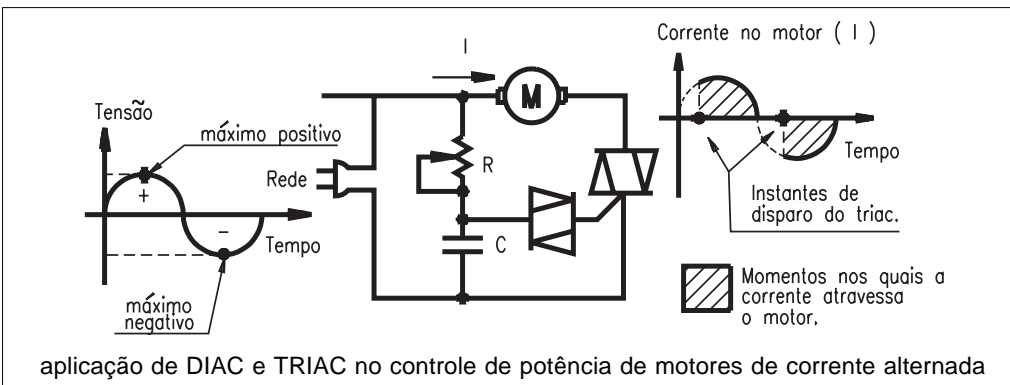 Tensão
máximo positivo
+
-
Tempo
máximo
negativo
Rede
I
M
R
C
Corrente no motor ( I )
Tempo
Instantes de
disparo do triac.
Momentos nos quais a
corrente atravessa
o motor.
aplicação de DIAC e TRIAC no controle de potência de motores de corrente alternada